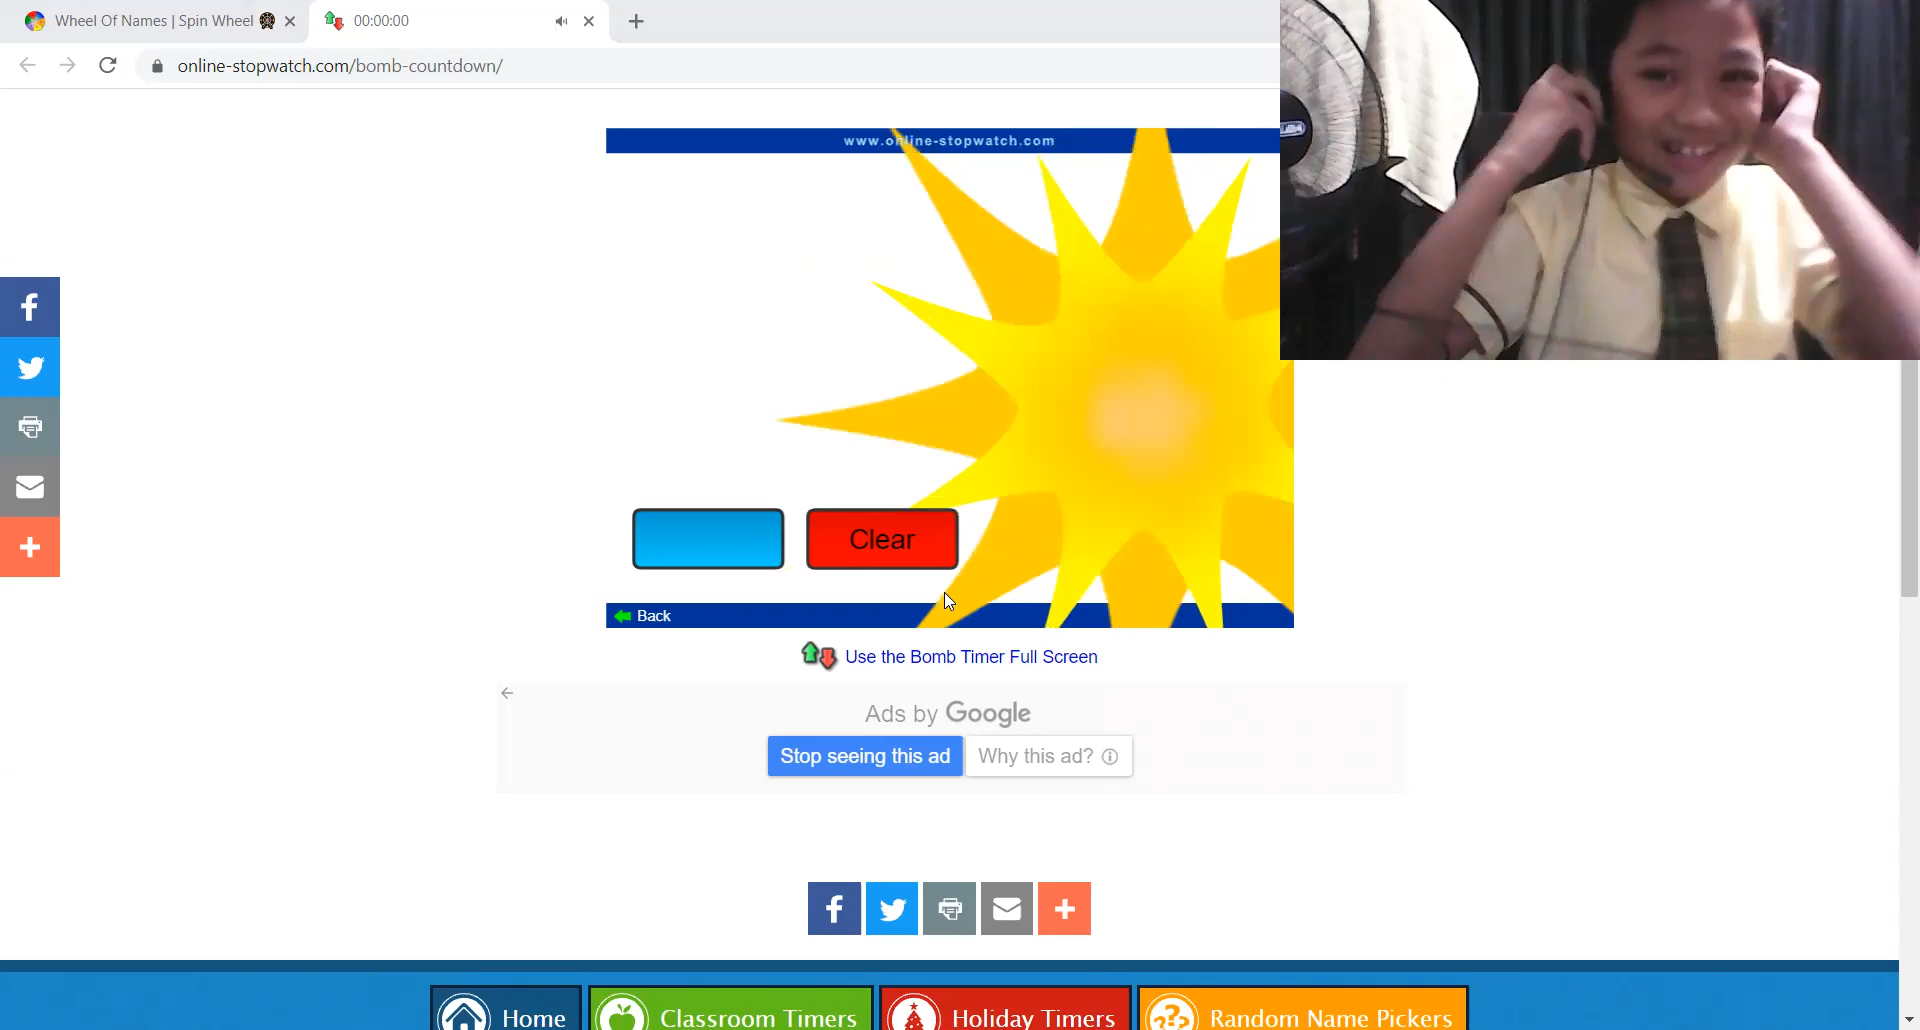 Wheel Of Names | Spin Wheel
00:00:00
online-stopwatch.com/bomb-countdown/
www.online-stopwatch.com
Clear
Back
Use the Bomb Timer Full Screen
Ads by Google
Stop seeing this ad
Why this ad?
Home
Classroom Timers
Holiday Timers
Random Name Pickers